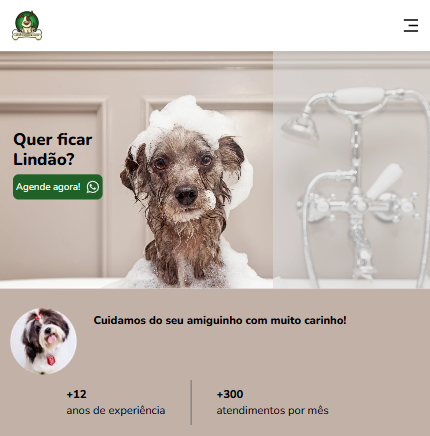 Quer ficar
Lindão?
Agende agora!
Cuidamos do seu amiguinho com muito carinho!
+12
anos de experiência
+300
atendimentos por mês